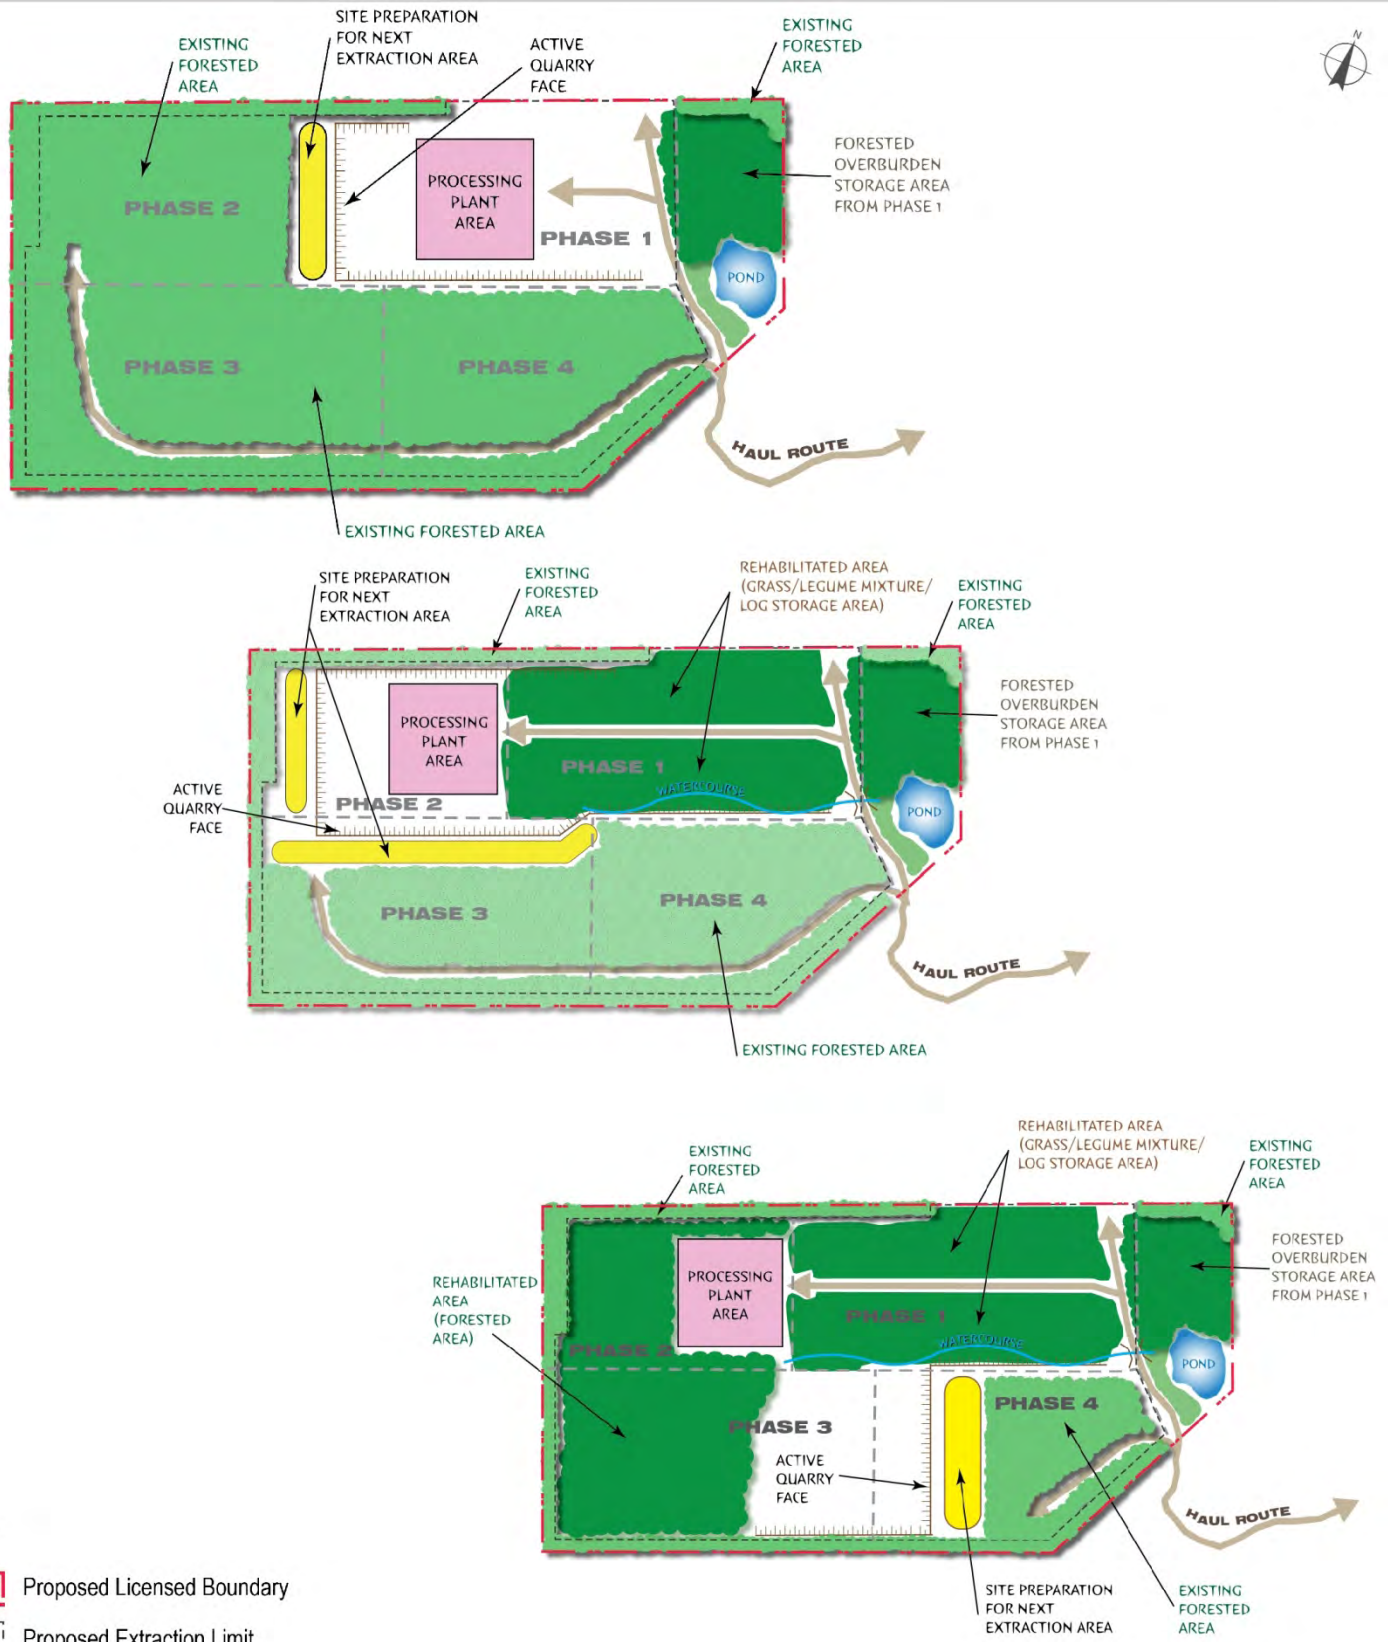 SITE PREPARATION
FOR NEXT
EXTRACTION AREA
EXISTING
FORESTED
AREA
ACTIVE
QUARRY
FACE
EXISTING
FORESTED
AREA
N
FORESTED
OVERBURDEN
STORAGE AREA
FROM PHASE 1
PROCESSING
PLANT
AREA
PHASE 2
PHASE 1
POND
PHASE 3
PHASE 4
HAUL ROUTE
EXISTING FORESTED AREA
SITE PREPARATION
FOR NEXT
EXTRACTION AREA
EXISTING
FORESTED
AREA
REHABILITATED AREA
(GRASS/LEGUME MIXTURE/
LOG STORAGE AREA)
EXISTING
FORESTED
AREA
FORESTED
OVERBURDEN
STORAGE AREA
FROM PHASE 1
PROCESSING
PLANT
AREA
PHASE 1
WATERCOURSE
ACTIVE
QUARRY
FACE
PHASE 2
POND
PHASE 3
PHASE 4
HAUL ROUTE
EXISTING FORESTED AREA
REHABILITATED AREA
(GRASS/LEGUME MIXTURE/
LOG STORAGE AREA)
EXISTING
FORESTED
AREA
EXISTING
FORESTED
AREA
FORESTED
OVERBURDEN
STORAGE AREA
FROM PHASE 1
REHABILITATED
AREA
(FORESTED
AREA)
PROCESSING
PLANT
AREA
PHASE 1
WATERCOURSE
PHASE 2
POND
PHASE 3
PHASE 4
ACTIVE
QUARRY
FACE
HAUL ROUTE
SITE PREPARATION
FOR NEXT
EXTRACTION AREA
EXISTING
FORESTED
AREA
Proposed Licensed Boundary
Proposed Extraction Limit